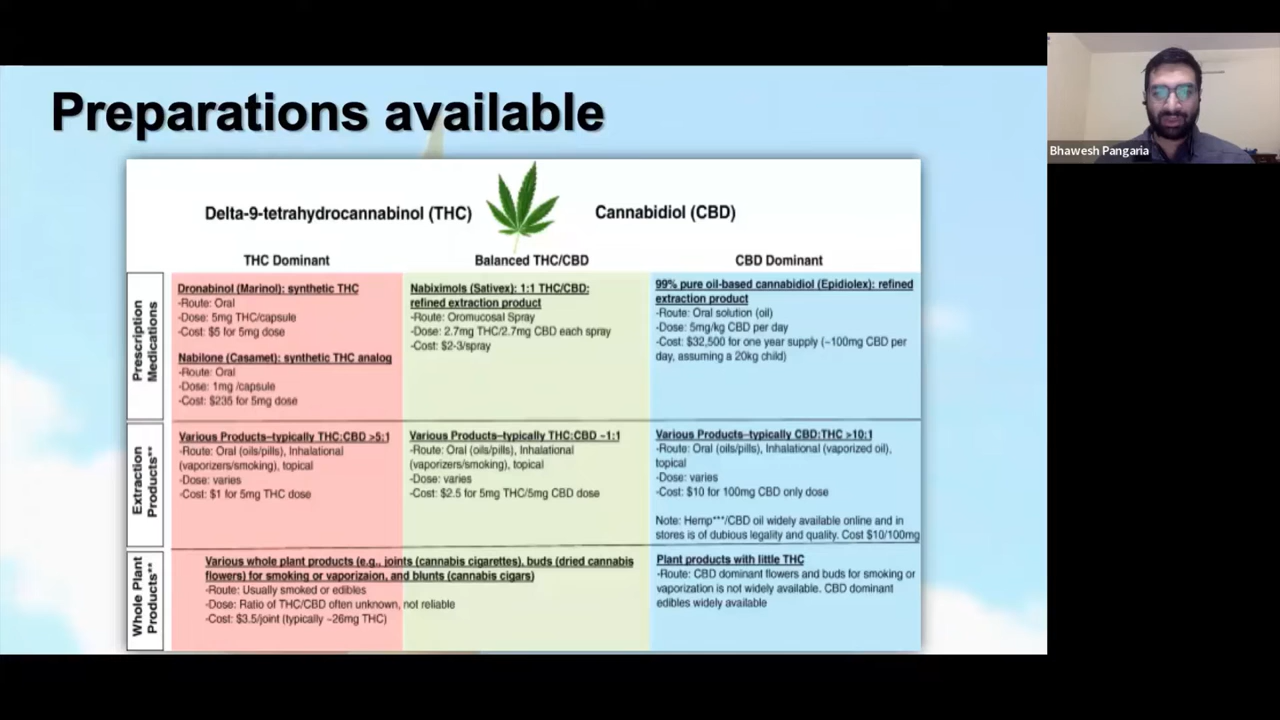 Preparations available
Bhawesh Pangaria
Delta-9-tetrahydrocannabinol (THC)
Cannabidiol (CBD)
THC Dominant
Balanced THC/CBD
CBD Dominant
Prescription
Medications
Dronabinol (Marinol): synthetic THC
-Route: Oral
-Dose: 5mg THC/capsule
-Cost: $5 for 5mg dose
Nabilone (Casamet): synthetic THC analog
-Route: Oral
-Dose: 1mg /capsule
-Cost: $235 for 5mg dose
Nabiximols (Sativex): 1:1 THC/CBD:
refined extraction product
-Route: Oromucosal Spray
-Dose: 2.7mg THC/2.7mg CBD each spray
-Cost: $2-3/spray
99% pure oil-based cannabidiol (Epidiolex): refined
extraction product
-Route: Oral solution (oil)
-Dose: 5mg/kg CBD per day
-Cost: $32,500 for one year supply (~100mg CBD per
day, assuming a 20kg child)
Extraction
Products**
Various Products–typically THC:CBD >5:1
-Route: Oral (oils/pills), Inhalational
(vaporizers/smoking), topical
-Dose: varies
-Cost: $1 for 5mg THC dose
Various Products–typically THC:CBD ~1:1
-Route: Oral (oils/pills), Inhalational
(vaporizers/smoking), topical
-Dose: varies
-Cost: $2.5 for 5mg THC/5mg CBD dose
Various Products–typically CBD:THC >10:1
-Route: Oral (oils/pills), Inhalational (vaporized oil),
topical
-Dose: varies
-Cost: $10 for 100mg CBD only dose
Note: Hemp***/CBD oil widely available online and in
stores is of dubious legality and quality. Cost $10/100mg
Whole Plant
Products**
Various whole plant products (e.g., joints (cannabis cigarettes), buds (dried cannabis
flowers) for smoking or vaporizaion, and blunts (cannabis cigars)
-Route: Usually smoked or edibles
-Dose: Ratio of THC/CBD often unknown, not reliable
-Cost: $3.5/joint (typically ~26mg THC)
Plant products with little THC
-Route: CBD dominant flowers and buds for smoking or
vaporization is not widely available. CBD dominant
edibles widely available